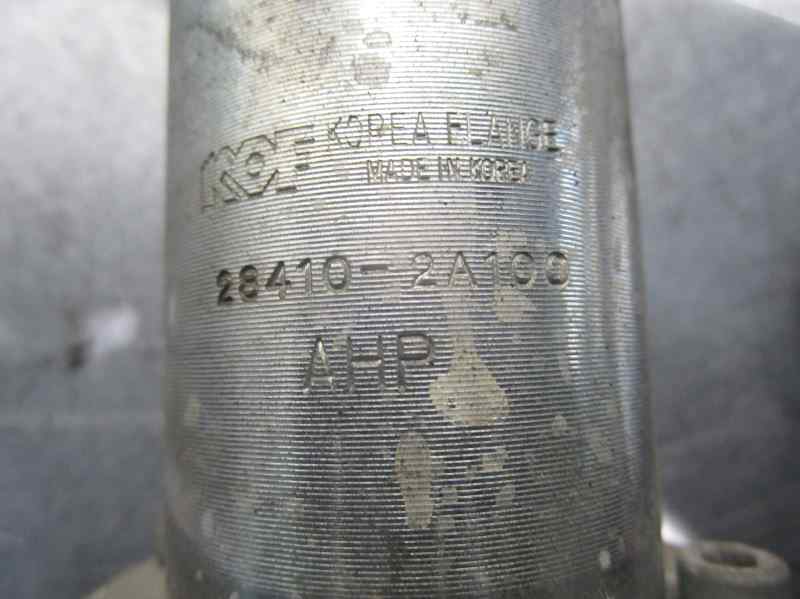 KOF KOREA FLANGE
MADE IN KOREA
28410-2A100
AHP